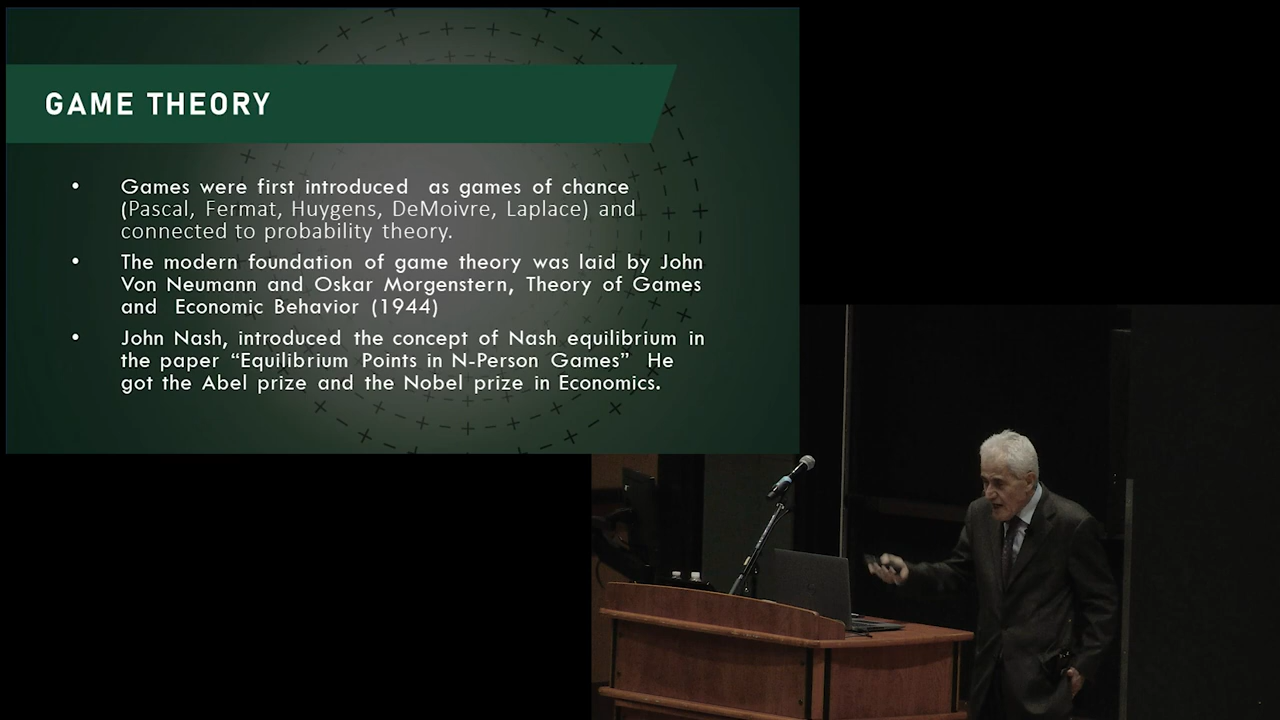 GAME THEORY
• Games were first introduced as games of chance
(Pascal, Fermat, Huygens, DeMoivre, Laplace) and
connected to probability theory.
• The modern foundation of game theory was laid by John
Von Neumann and Oskar Morgenstern, Theory of Games
and Economic Behavior (1944)
• John Nash, introduced the concept of Nash equilibrium in
the paper “Equilibrium Points in N-Person Games” He
got the Abel prize and the Nobel prize in Economics.